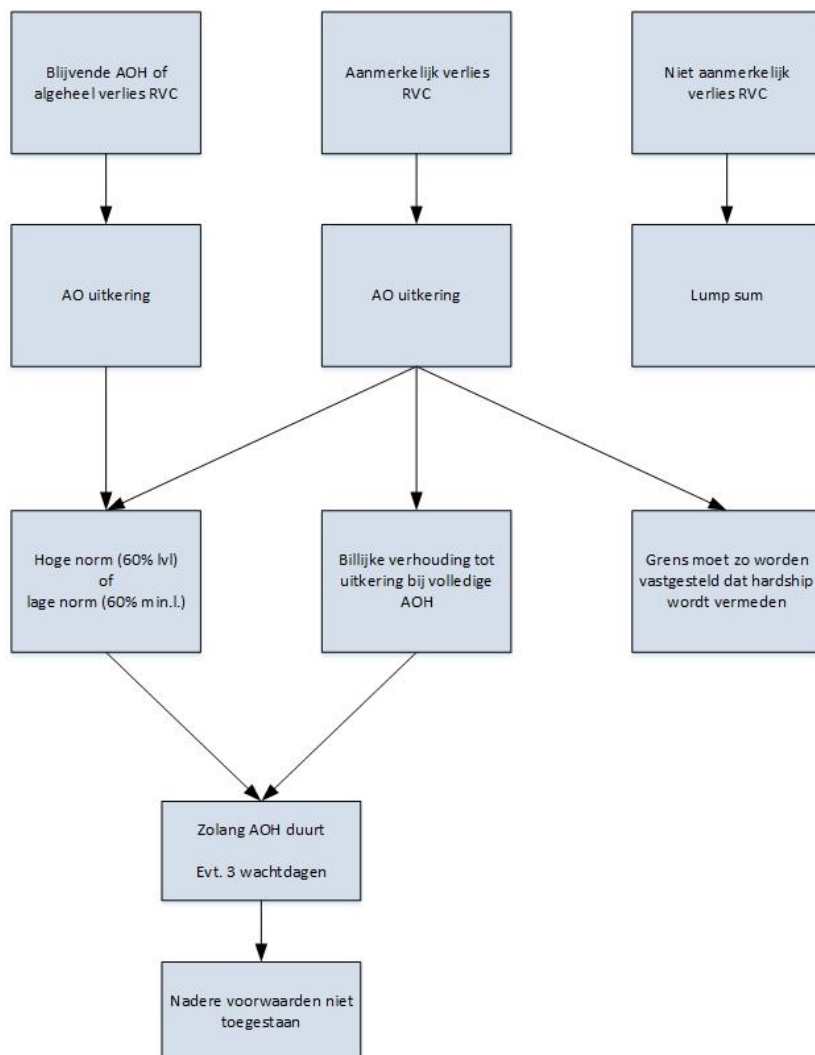 Blijvende AOH of
algeheel verlies RVC
Aanmerkelijk verlies
RVC
Niet aanmerkelijk
verlies RVC
AO uitkering
AO uitkering
Lump sum
Hoge norm (60% lvl)
of
lage norm (60% min.l.)
Billijke verhouding tot
uitkering bij volledige
AOH
Grens moet zo worden
vastgesteld dat hardship
wordt vermeden
Zolang AOH duurt
Evt. 3 wachtdagen
Nadere voorwaarden niet
toegestaan